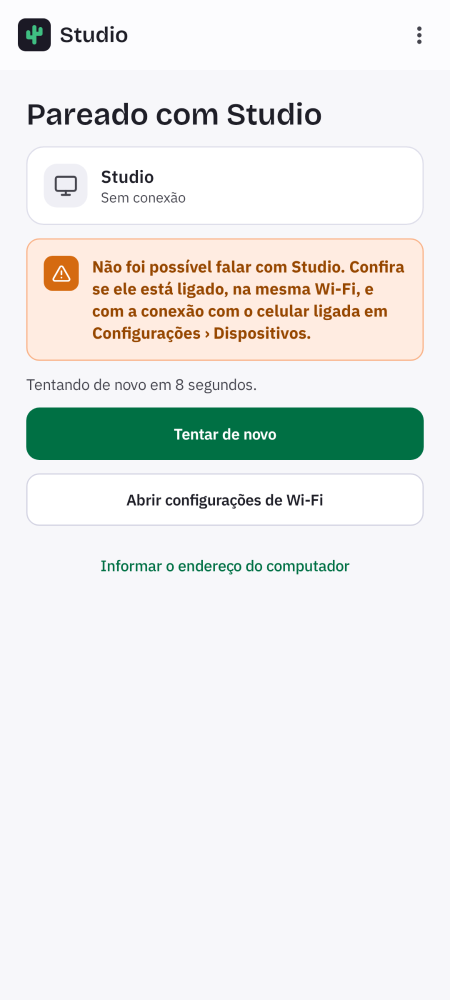 Studio
Pareado com Studio
Studio
Sem conexão
Não foi possível falar com Studio. Confira
se ele está ligado, na mesma Wi-Fi, e
com a conexão com o celular ligada em
Configurações › Dispositivos.
Tentando de novo em 8 segundos.
Tentar de novo
Abrir configurações de Wi-Fi
Informar o endereço do computador